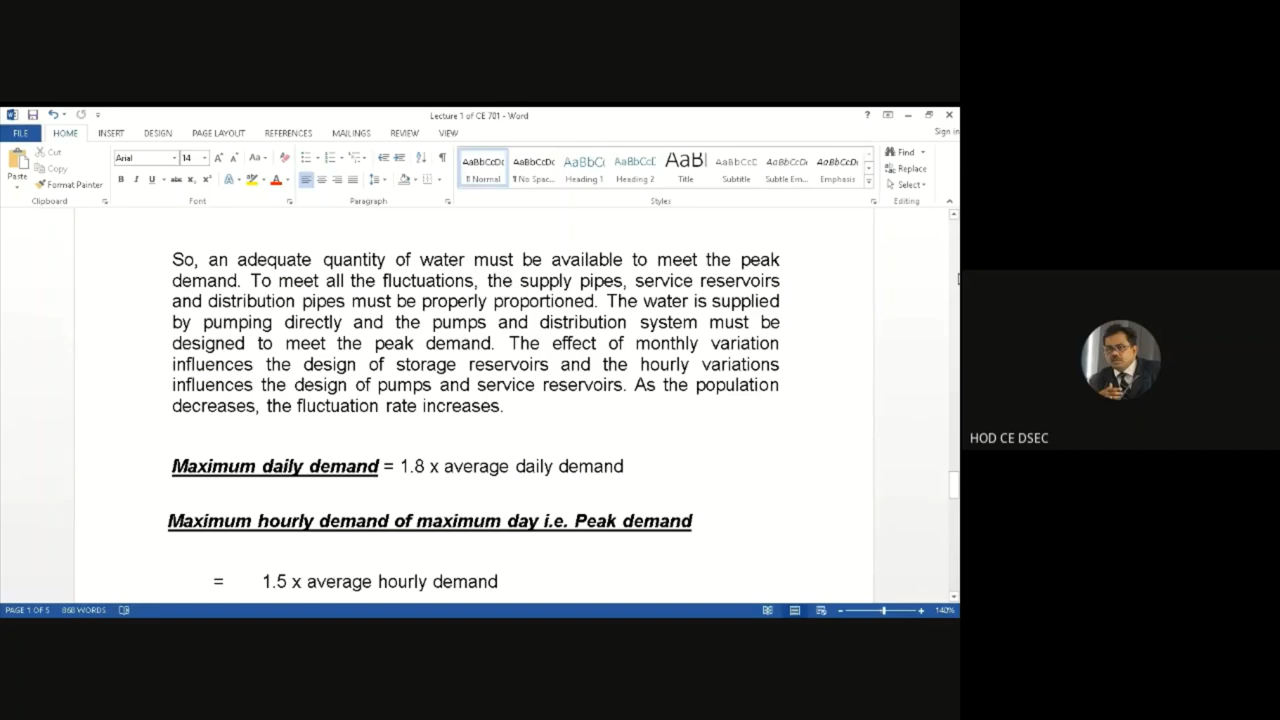 Lecture 1 of CE 701 - Word
Sign in
FILE HOME INSERT DESIGN PAGE LAYOUT REFERENCES MAILINGS REVIEW VIEW
Paste
Cut
Copy
Format Painter
Arial 14
AaBbCcDc AaBbCcDc AaBbCc AaBbCcD AaBl AaBbCcC AaBbCcDc AaBbCcDc
¶ Normal ¶ No Spac... Heading 1 Heading 2 Title Subtitle Subtle Em... Emphasis
Find
Replace
Select
Clipboard Font Paragraph Styles Editing
So, an adequate quantity of water must be available to meet the peak
demand. To meet all the fluctuations, the supply pipes, service reservoirs
and distribution pipes must be properly proportioned. The water is supplied
by pumping directly and the pumps and distribution system must be
designed to meet the peak demand. The effect of monthly variation
influences the design of storage reservoirs and the hourly variations
influences the design of pumps and service reservoirs. As the population
decreases, the fluctuation rate increases.
Maximum daily demand = 1.8 x average daily demand
Maximum hourly demand of maximum day i.e. Peak demand
= 1.5 x average hourly demand
PAGE 1 OF 5 868 WORDS
140%
HOD CE DSEC